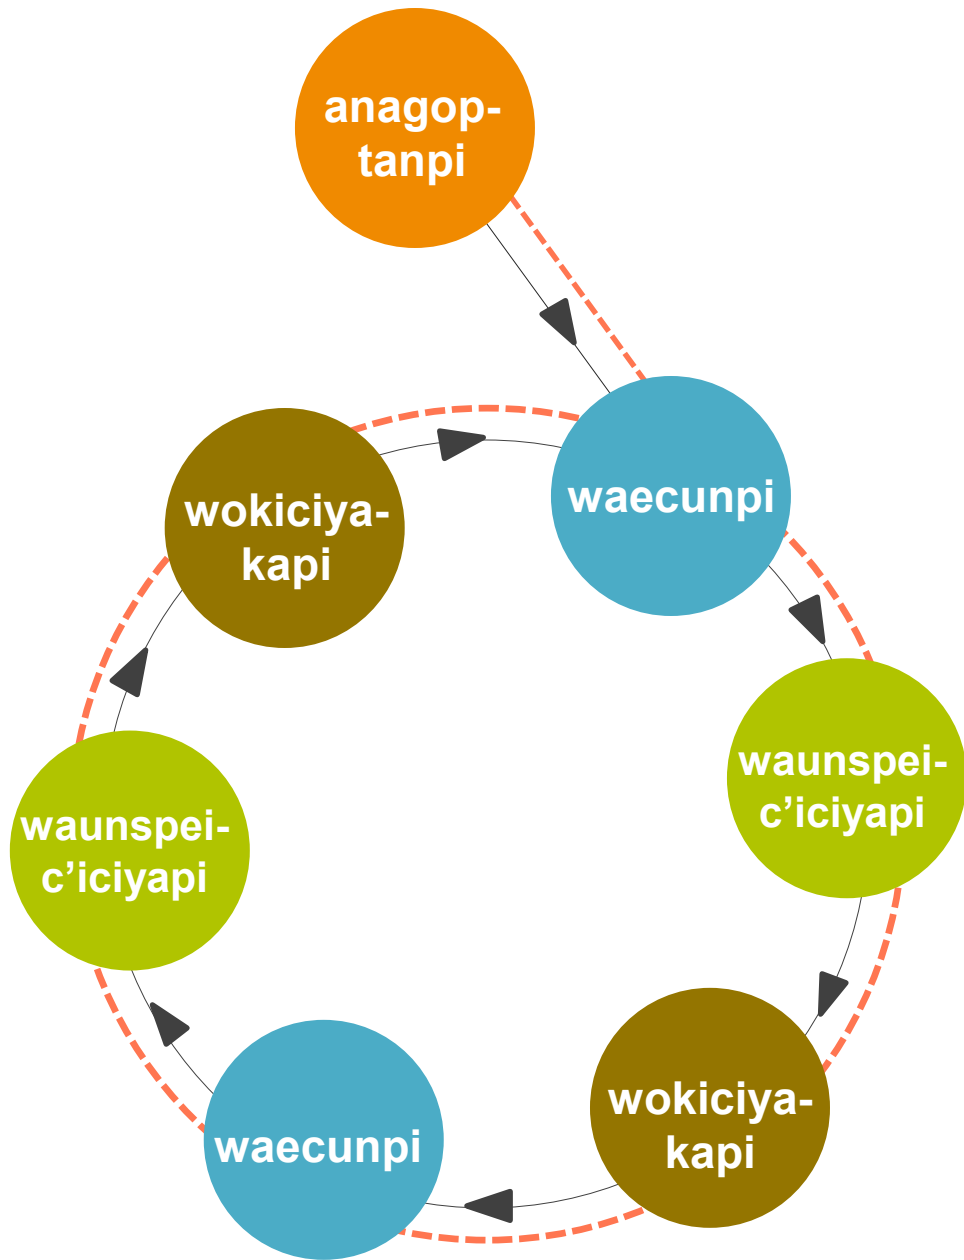 anagop-
tanpi
waecunpi
waunspei-
c’iciyapi
wokiciya-
kapi
waecunpi
waunspei-
c’iciyapi
wokiciya-
kapi